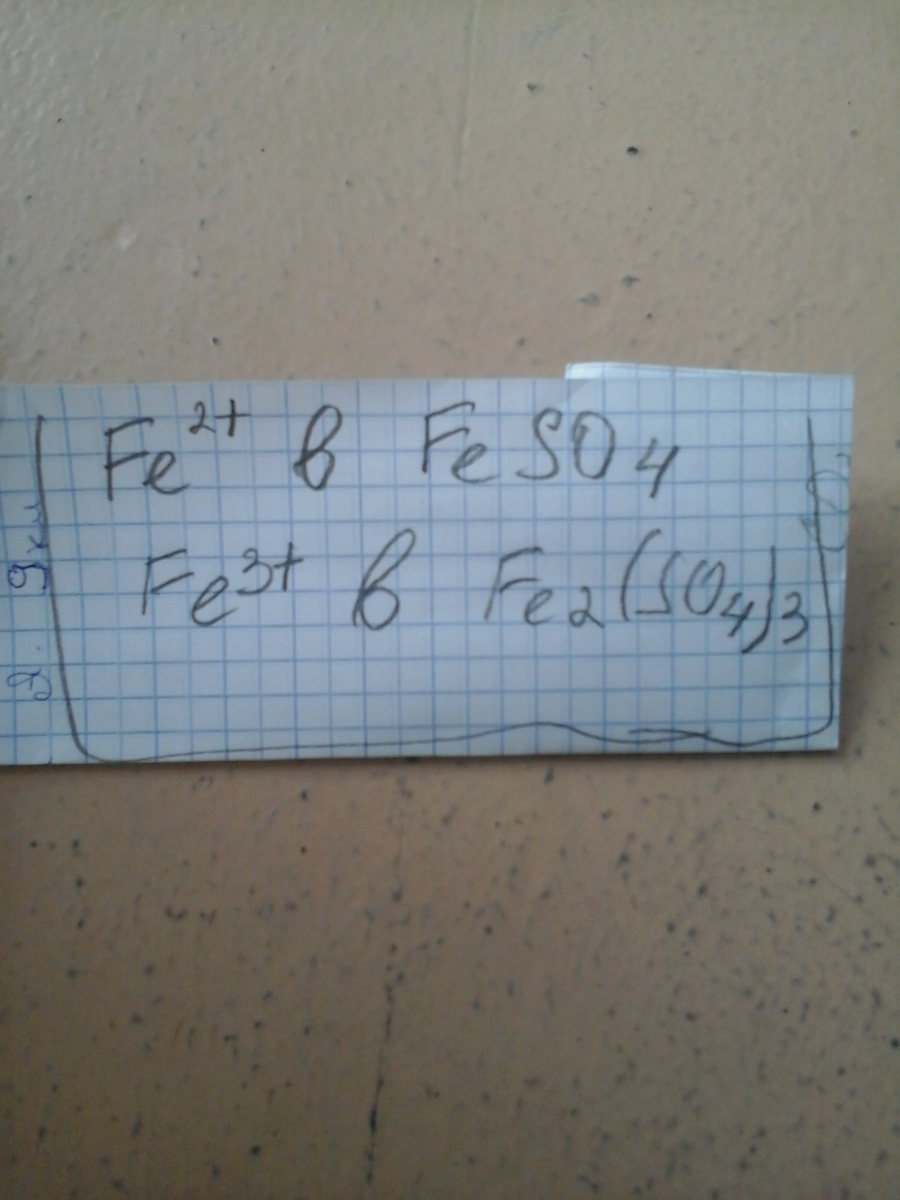 Fe²⁺ в FeSO₄
Fe³⁺ в Fe₂(SO₄)₃